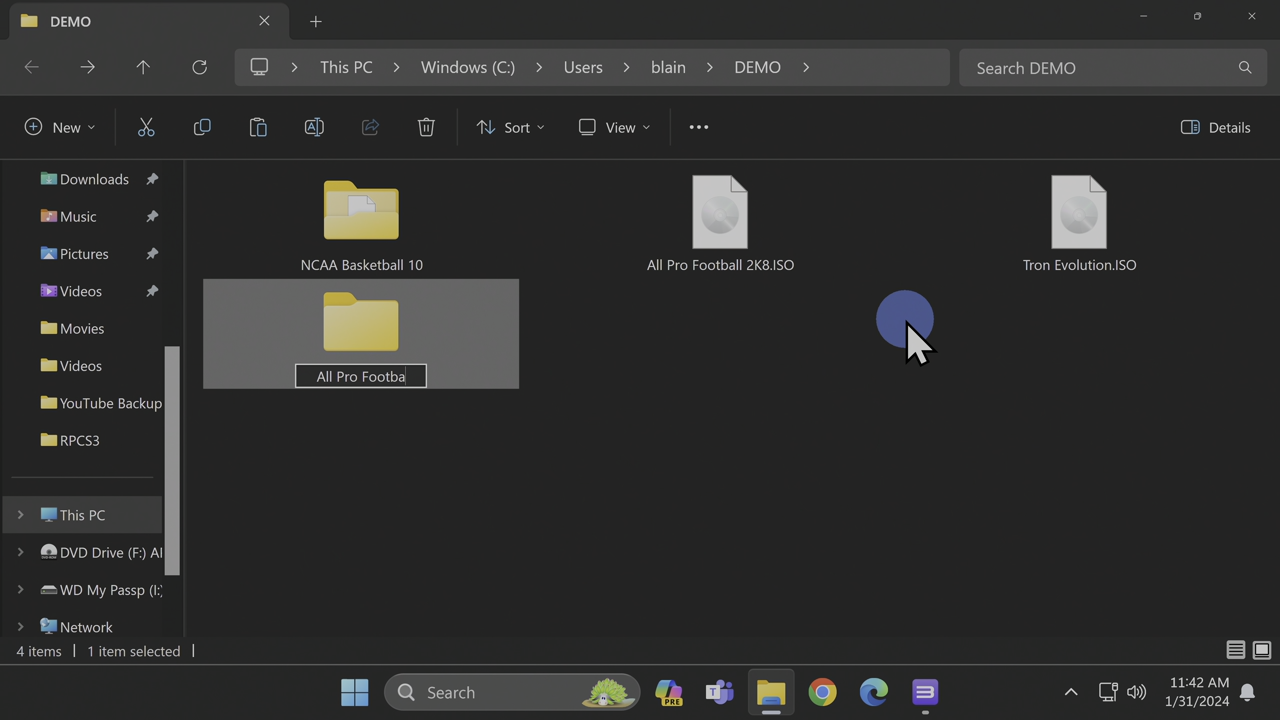 DEMO
This PC > Windows (C:) > Users > blain > DEMO >
Search DEMO
New
Sort
View
Details
Downloads
Music
Pictures
Videos
Movies
Videos
YouTube Backup
RPCS3
This PC
DVD Drive (F:) Al
WD My Passp (I:)
Network
NCAA Basketball 10
All Pro Football 2K8.ISO
Tron Evolution.ISO
All Pro Footba
4 items
1 item selected
Search
PRE
11:42 AM
1/31/2024